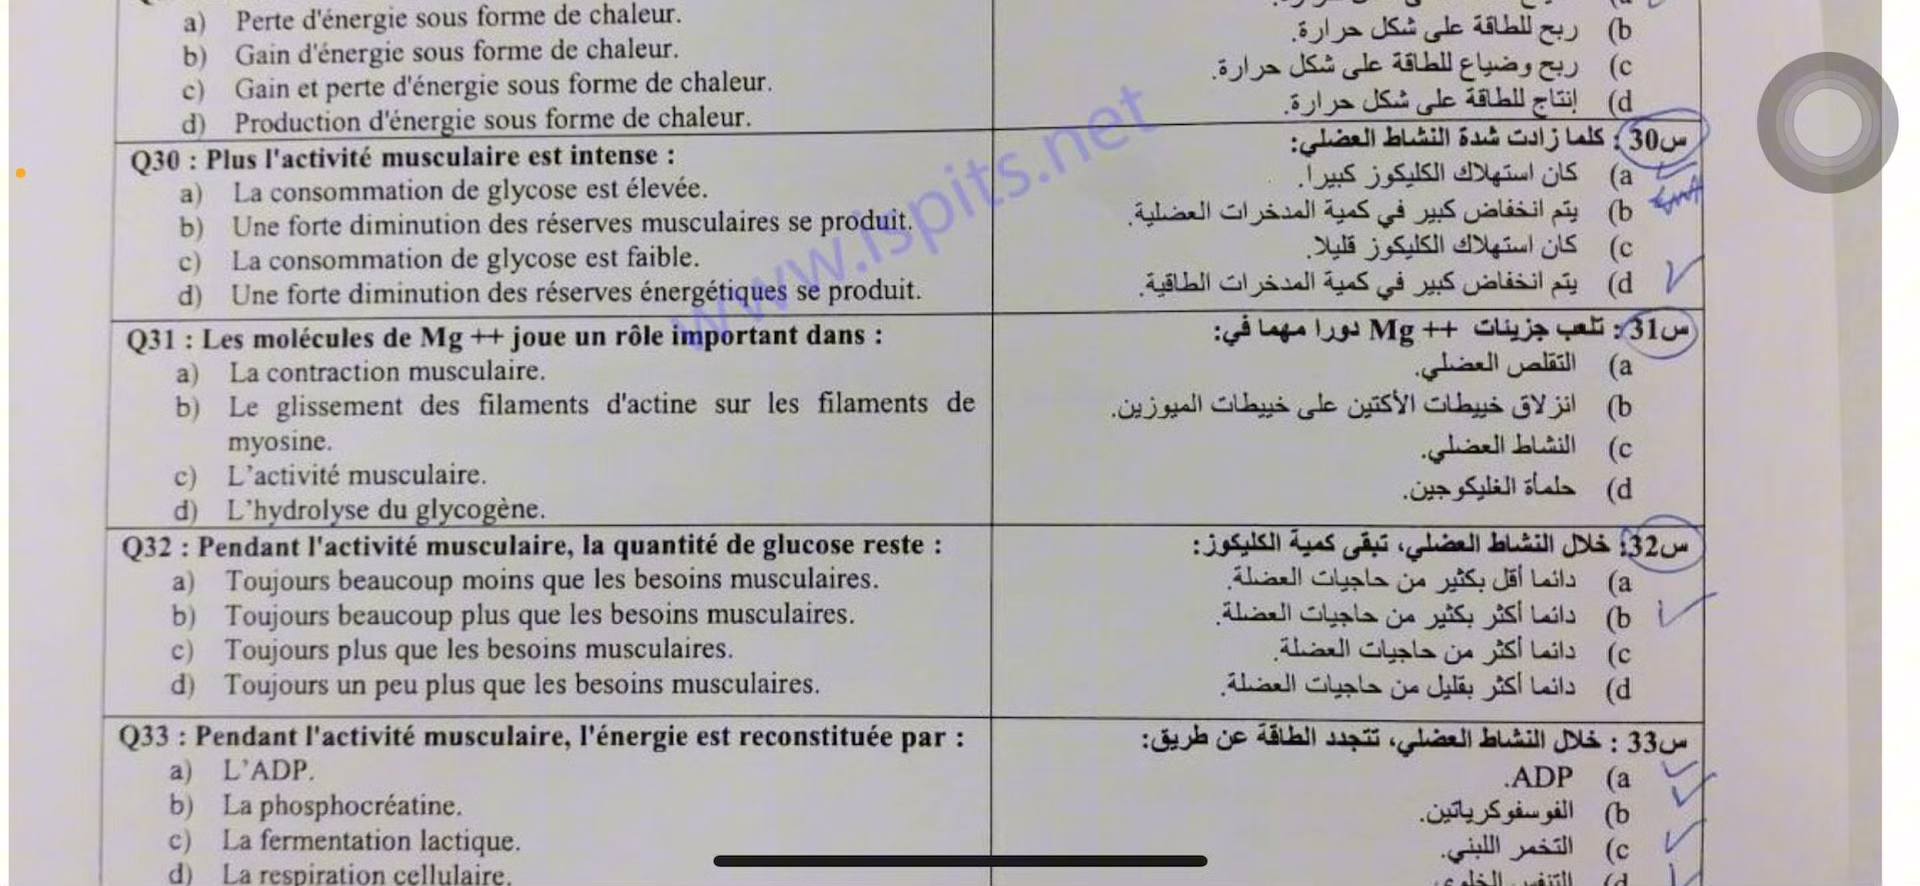 a) Perte d'énergie sous forme de chaleur.
b) Gain d'énergie sous forme de chaleur.
c) Gain et perte d'énergie sous forme de chaleur.
d) Production d'énergie sous forme de chaleur.
b) ربح للطاقة على شكل حرارة.
c) ربح وضياع للطاقة على شكل حرارة.
d) إنتاج للطاقة على شكل حرارة.
Q30 : Plus l'activité musculaire est intense :
a) La consommation de glycose est élevée.
b) Une forte diminution des réserves musculaires se produit.
c) La consommation de glycose est faible.
d) Une forte diminution des réserves énergétiques se produit.
س30 : كلما زادت شدة النشاط العضلي:
a) كان استهلاك الكليكوز كبيرا.
b) يتم انخفاض كبير في كمية المدخرات العضلية.
c) كان استهلاك الكليكوز قليلا.
d) يتم انخفاض كبير في كمية المدخرات الطاقية.
Q31 : Les molécules de Mg ++ joue un rôle important dans :
a) La contraction musculaire.
b) Le glissement des filaments d'actine sur les filaments de
myosine.
c) L'activité musculaire.
d) L'hydrolyse du glycogène.
س31 : تلعب جزيئات Mg ++ دورا مهما في:
a) التقلص العضلي.
b) انزلاق خييطات الأكتين على خييطات الميوزين.
c) النشاط العضلي.
d) حلمأة الغليكوجين.
Q32 : Pendant l'activité musculaire, la quantité de glucose reste :
a) Toujours beaucoup moins que les besoins musculaires.
b) Toujours beaucoup plus que les besoins musculaires.
c) Toujours plus que les besoins musculaires.
d) Toujours un peu plus que les besoins musculaires.
س32: خلال النشاط العضلي، تبقى كمية الكليكوز:
a) دائما أقل بكثير من حاجيات العضلة.
b) دائما أكثر بكثير من حاجيات العضلة.
c) دائما أكثر من حاجيات العضلة.
d) دائما أكثر بقليل من حاجيات العضلة.
Q33 : Pendant l'activité musculaire, l'énergie est reconstituée par :
a) L'ADP.
b) La phosphocréatine.
c) La fermentation lactique.
d) La respiration cellulaire.
س33 : خلال النشاط العضلي، تتجدد الطاقة عن طريق:
a) ADP.
b) الفوسفوكرياتين.
c) التخمر اللبني.
d) التنفس الخلوي
www.ispits.net